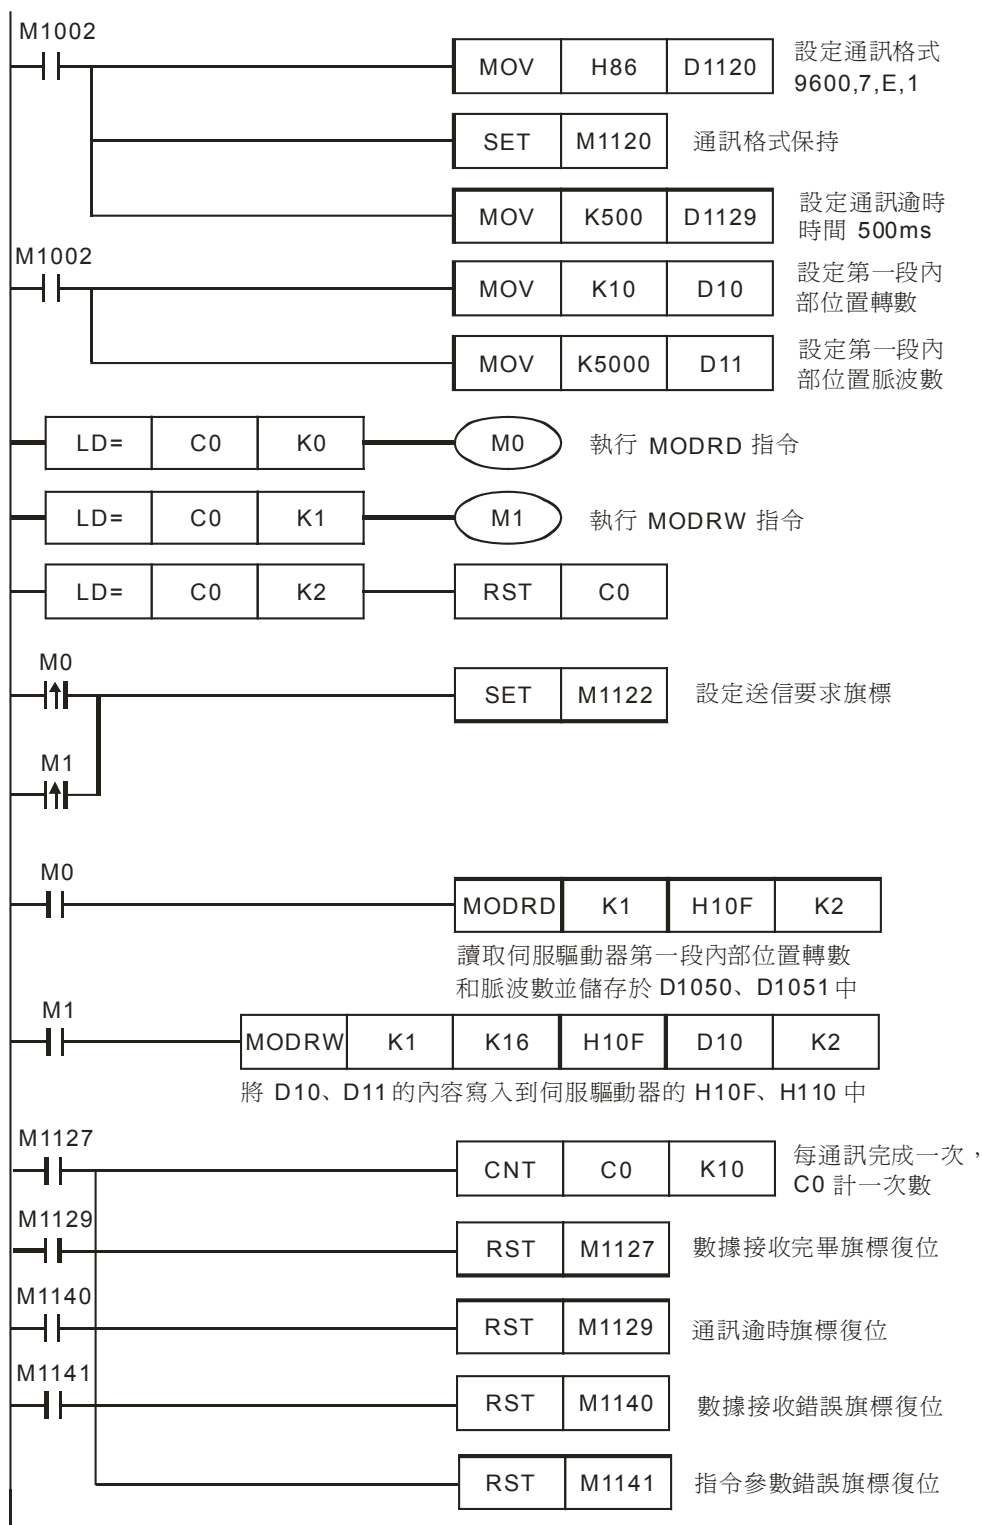 M1002
MOV H86 D1120
設定通訊格式
9600,7,E,1
SET M1120
通訊格式保持
MOV K500 D1129
設定通訊逾時
時間 500ms
M1002
MOV K10 D10
設定第一段內
部位置轉數
MOV K5000 D11
設定第一段內
部位置脈波數
LD= C0 K0 M0 執行 MODRD 指令
LD= C0 K1 M1 執行 MODRW 指令
LD= C0 K2 RST C0
M0
SET M1122 設定送信要求旗標
M1
M0
MODRD K1 H10F K2
讀取伺服驅動器第一段內部位置轉數
和脈波數並儲存於 D1050、D1051 中
M1
MODRW K1 K16 H10F D10 K2
將 D10、D11 的內容寫入到伺服驅動器的 H10F、H110 中
M1127
CNT C0 K10
每通訊完成一次，
C0 計一次數
M1129
RST M1127 數據接收完畢旗標復位
M1140
RST M1129 通訊逾時旗標復位
M1141
RST M1140 數據接收錯誤旗標復位
RST M1141 指令參數錯誤旗標復位